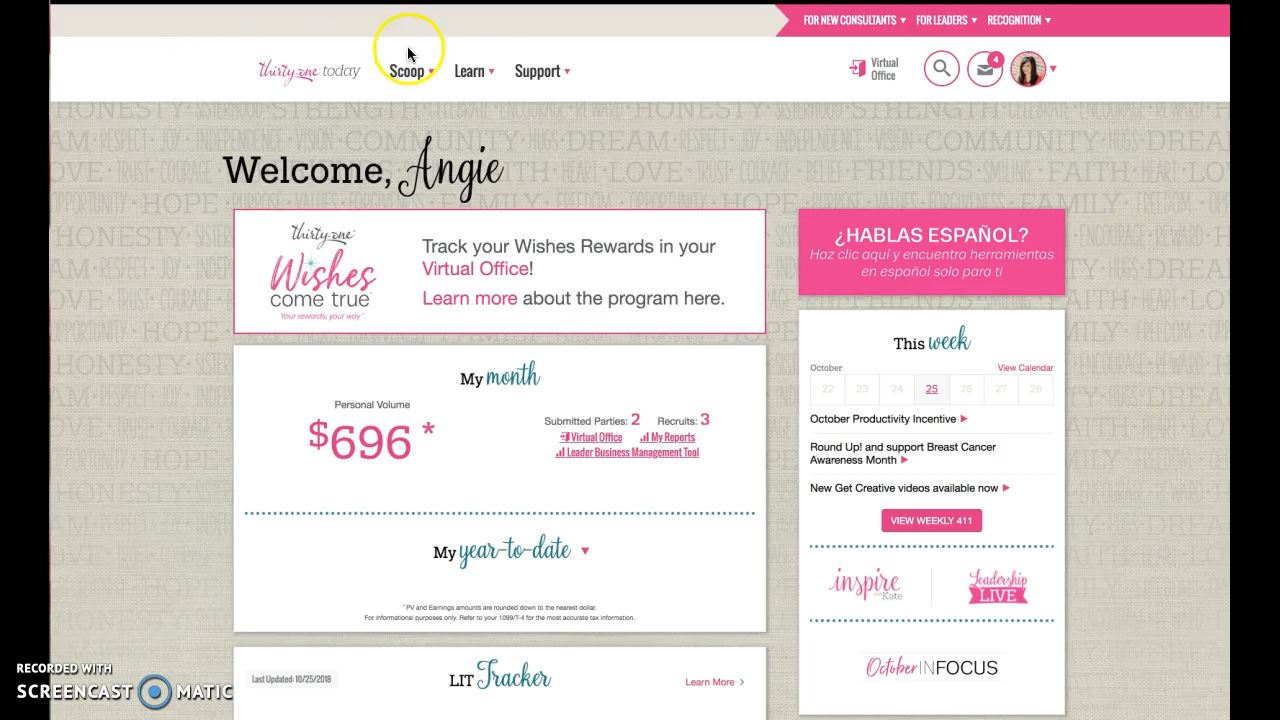 FOR NEW CONSULTANTS
FOR LEADERS
RECOGNITION
thirty-one today
Scoop
Learn
Support
Virtual
Office
4
Welcome, Angie
thirty-one
Wishes
come true
Your rewards, your way
Track your Wishes Rewards in your
Virtual Office!
Learn more about the program here.
¿HABLAS ESPAÑOL?
Haz clic aquí y encuentra herramientas
en español solo para ti
My month
Personal Volume
$696 *
Submitted Parties: 2 Recruits: 3
Virtual Office My Reports
Leader Business Management Tool
My year-to-date
*PV and Earnings amounts are rounded down to the nearest dollar.
For informational purposes only. Refer to your 1099/T-4 for the most accurate tax information.
Last Updated: 10/25/2018
LIT Tracker
Learn More
This week
October View Calendar
22 23 24 25 26 27 28
October Productivity Incentive
Round Up! and support Breast Cancer
Awareness Month
New Get Creative videos available now
VIEW WEEKLY 411
inspire
Kate
Leadership
LIVE
October INFOCUS
RECORDED WITH
SCREENCAST MATIC